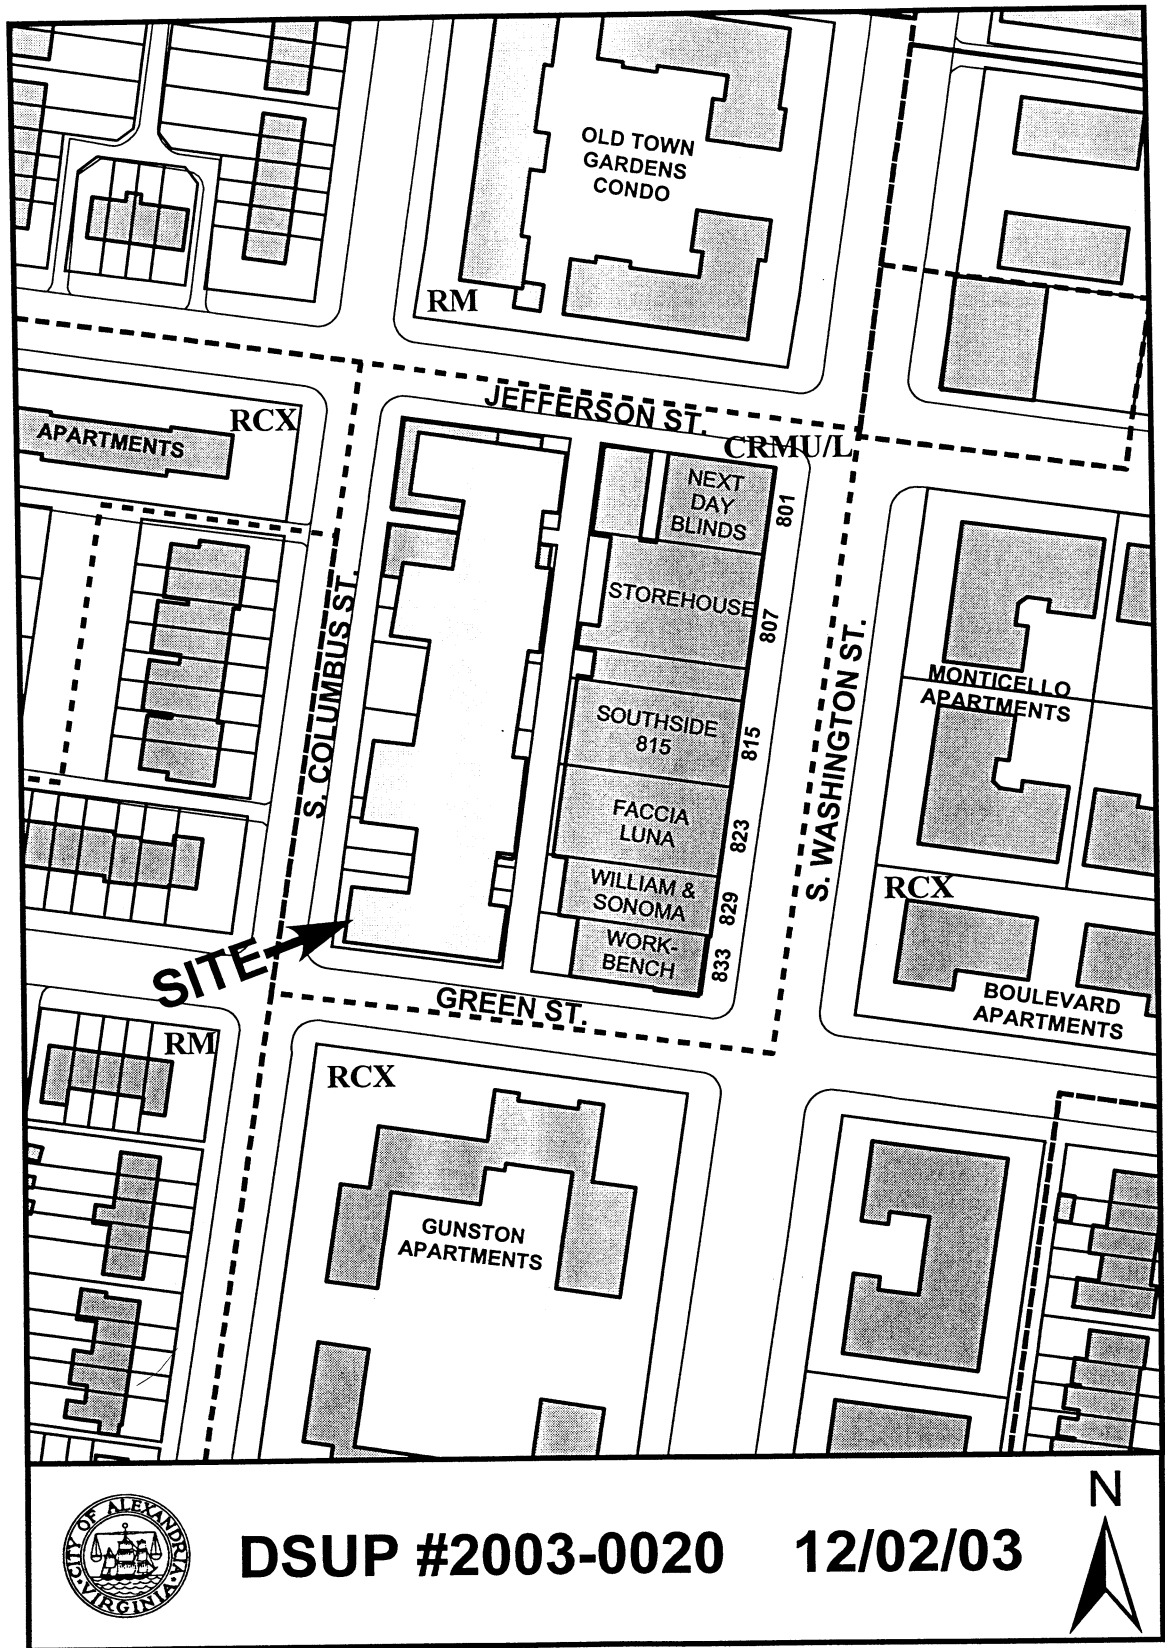 OLD TOWN
GARDENS
CONDO
RM
JEFFERSON ST.
RCX
APARTMENTS
CRMU/L
NEXT
DAY
BLINDS
801
STOREHOUSE
807
S. COLUMBUS ST.
S. WASHINGTON ST.
MONTICELLO
APARTMENTS
SOUTHSIDE
815
815
FACCIA
LUNA
823
RCX
WILLIAM &
SONOMA
829
WORK-
BENCH
833
SITE
GREEN ST.
BOULEVARD
APARTMENTS
RM
RCX
GUNSTON
APARTMENTS
N
CITY OF ALEXANDRIA
VIRGINIA
DSUP #2003-0020 12/02/03